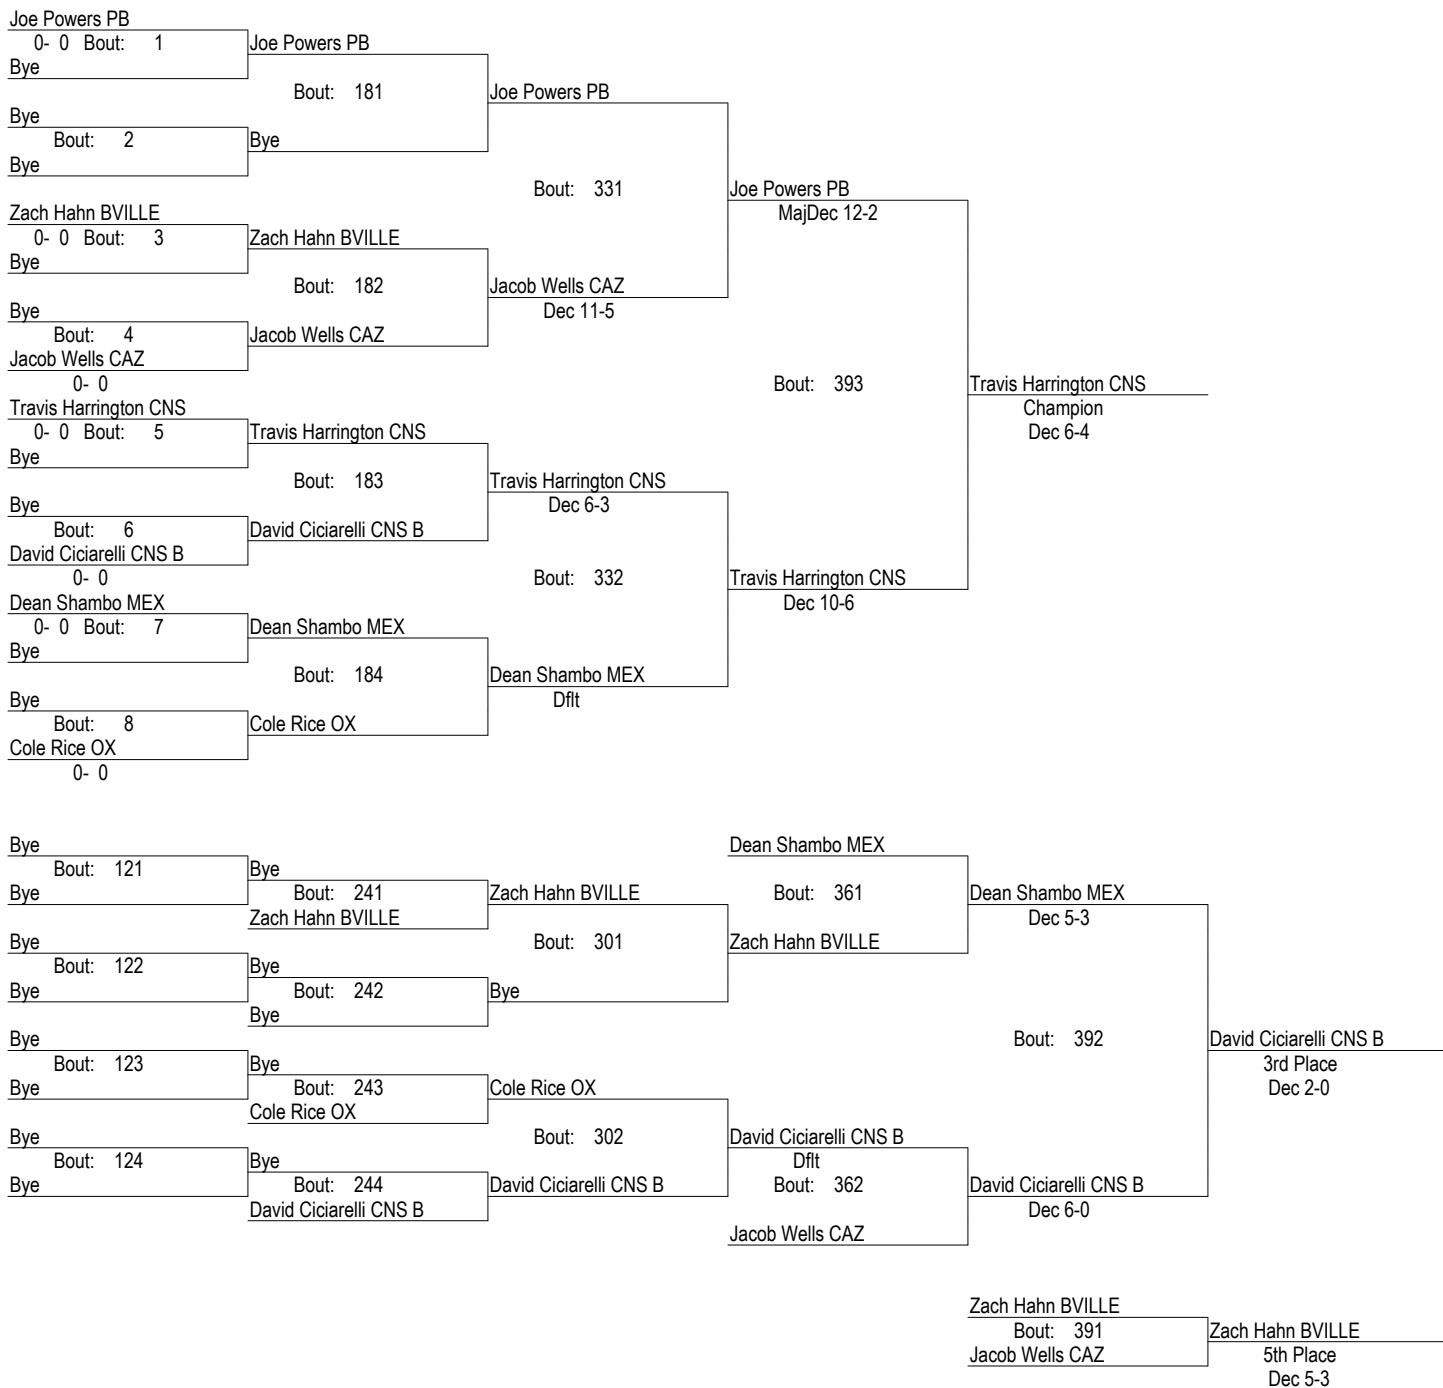 Joe Powers PB
0- 0 Bout: 1
Joe Powers PB
Bye
Bout: 181
Joe Powers PB
Bye
Bout: 2
Bye
Bye
Bout: 331
Joe Powers PB
MajDec 12-2
Zach Hahn BVILLE
0- 0 Bout: 3
Zach Hahn BVILLE
Bye
Bout: 182
Jacob Wells CAZ
Dec 11-5
Bye
Bout: 4
Jacob Wells CAZ
Jacob Wells CAZ
0- 0
Bout: 393
Travis Harrington CNS
Champion
Dec 6-4
Travis Harrington CNS
0- 0 Bout: 5
Travis Harrington CNS
Bye
Bout: 183
Travis Harrington CNS
Dec 6-3
Bye
Bout: 6
David Ciciarelli CNS B
David Ciciarelli CNS B
0- 0
Bout: 332
Travis Harrington CNS
Dec 10-6
Dean Shambo MEX
0- 0 Bout: 7
Dean Shambo MEX
Bye
Bout: 184
Dean Shambo MEX
Dflt
Bye
Bout: 8
Cole Rice OX
Cole Rice OX
0- 0
Bye
Bout: 121
Bye
Bye
Bout: 241
Zach Hahn BVILLE
Zach Hahn BVILLE
Dean Shambo MEX
Bout: 361
Dean Shambo MEX
Dec 5-3
Bye
Bout: 122
Bye
Bye
Bout: 242
Bye
Bye
Bout: 301
Zach Hahn BVILLE
Bye
Bout: 123
Bye
Bye
Bout: 243
Cole Rice OX
Cole Rice OX
Bout: 392
David Ciciarelli CNS B
3rd Place
Dec 2-0
Bye
Bout: 124
Bye
Bye
Bout: 244
David Ciciarelli CNS B
David Ciciarelli CNS B
Bout: 302
David Ciciarelli CNS B
Dflt
Bout: 362
Jacob Wells CAZ
David Ciciarelli CNS B
Dec 6-0
Zach Hahn BVILLE
Bout: 391
Jacob Wells CAZ
Zach Hahn BVILLE
5th Place
Dec 5-3